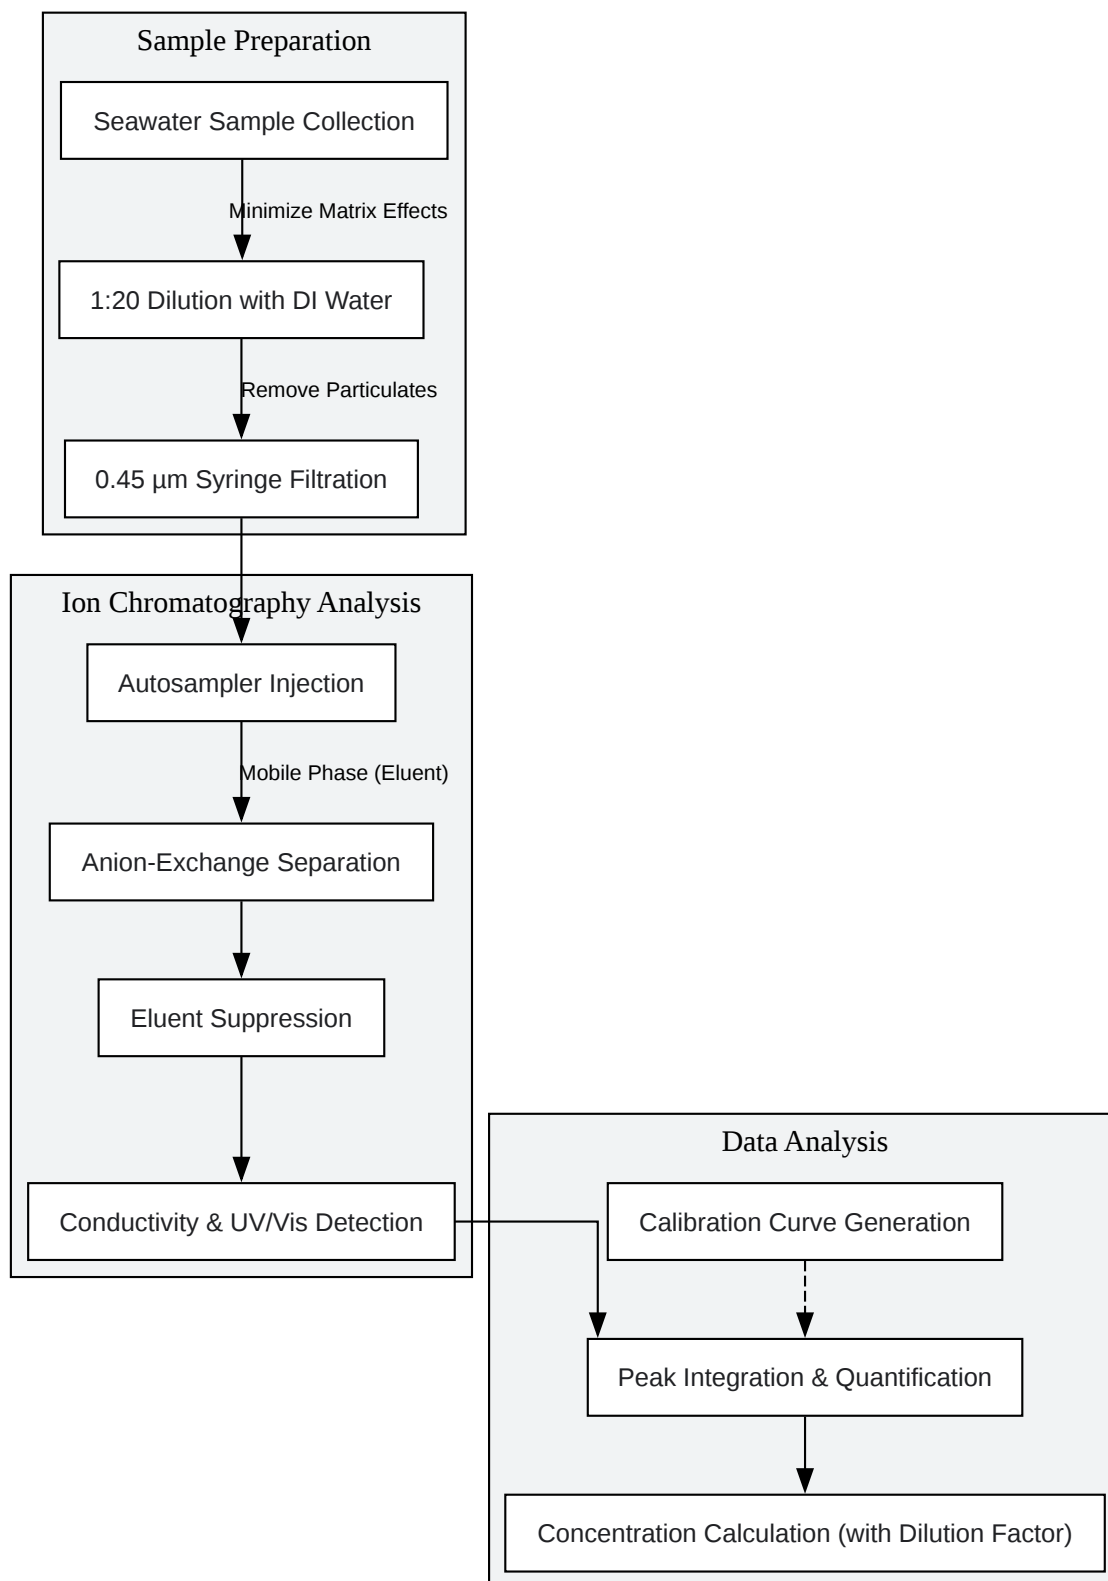 Sample Preparation
Seawater Sample Collection
Minimize Matrix Effects
1:20 Dilution with DI Water
Remove Particulates
0.45 µm Syringe Filtration
Ion Chromatography Analysis
Autosampler Injection
Mobile Phase (Eluent)
Anion-Exchange Separation
Eluent Suppression
Conductivity & UV/Vis Detection
Data Analysis
Calibration Curve Generation
Peak Integration & Quantification
Concentration Calculation (with Dilution Factor)